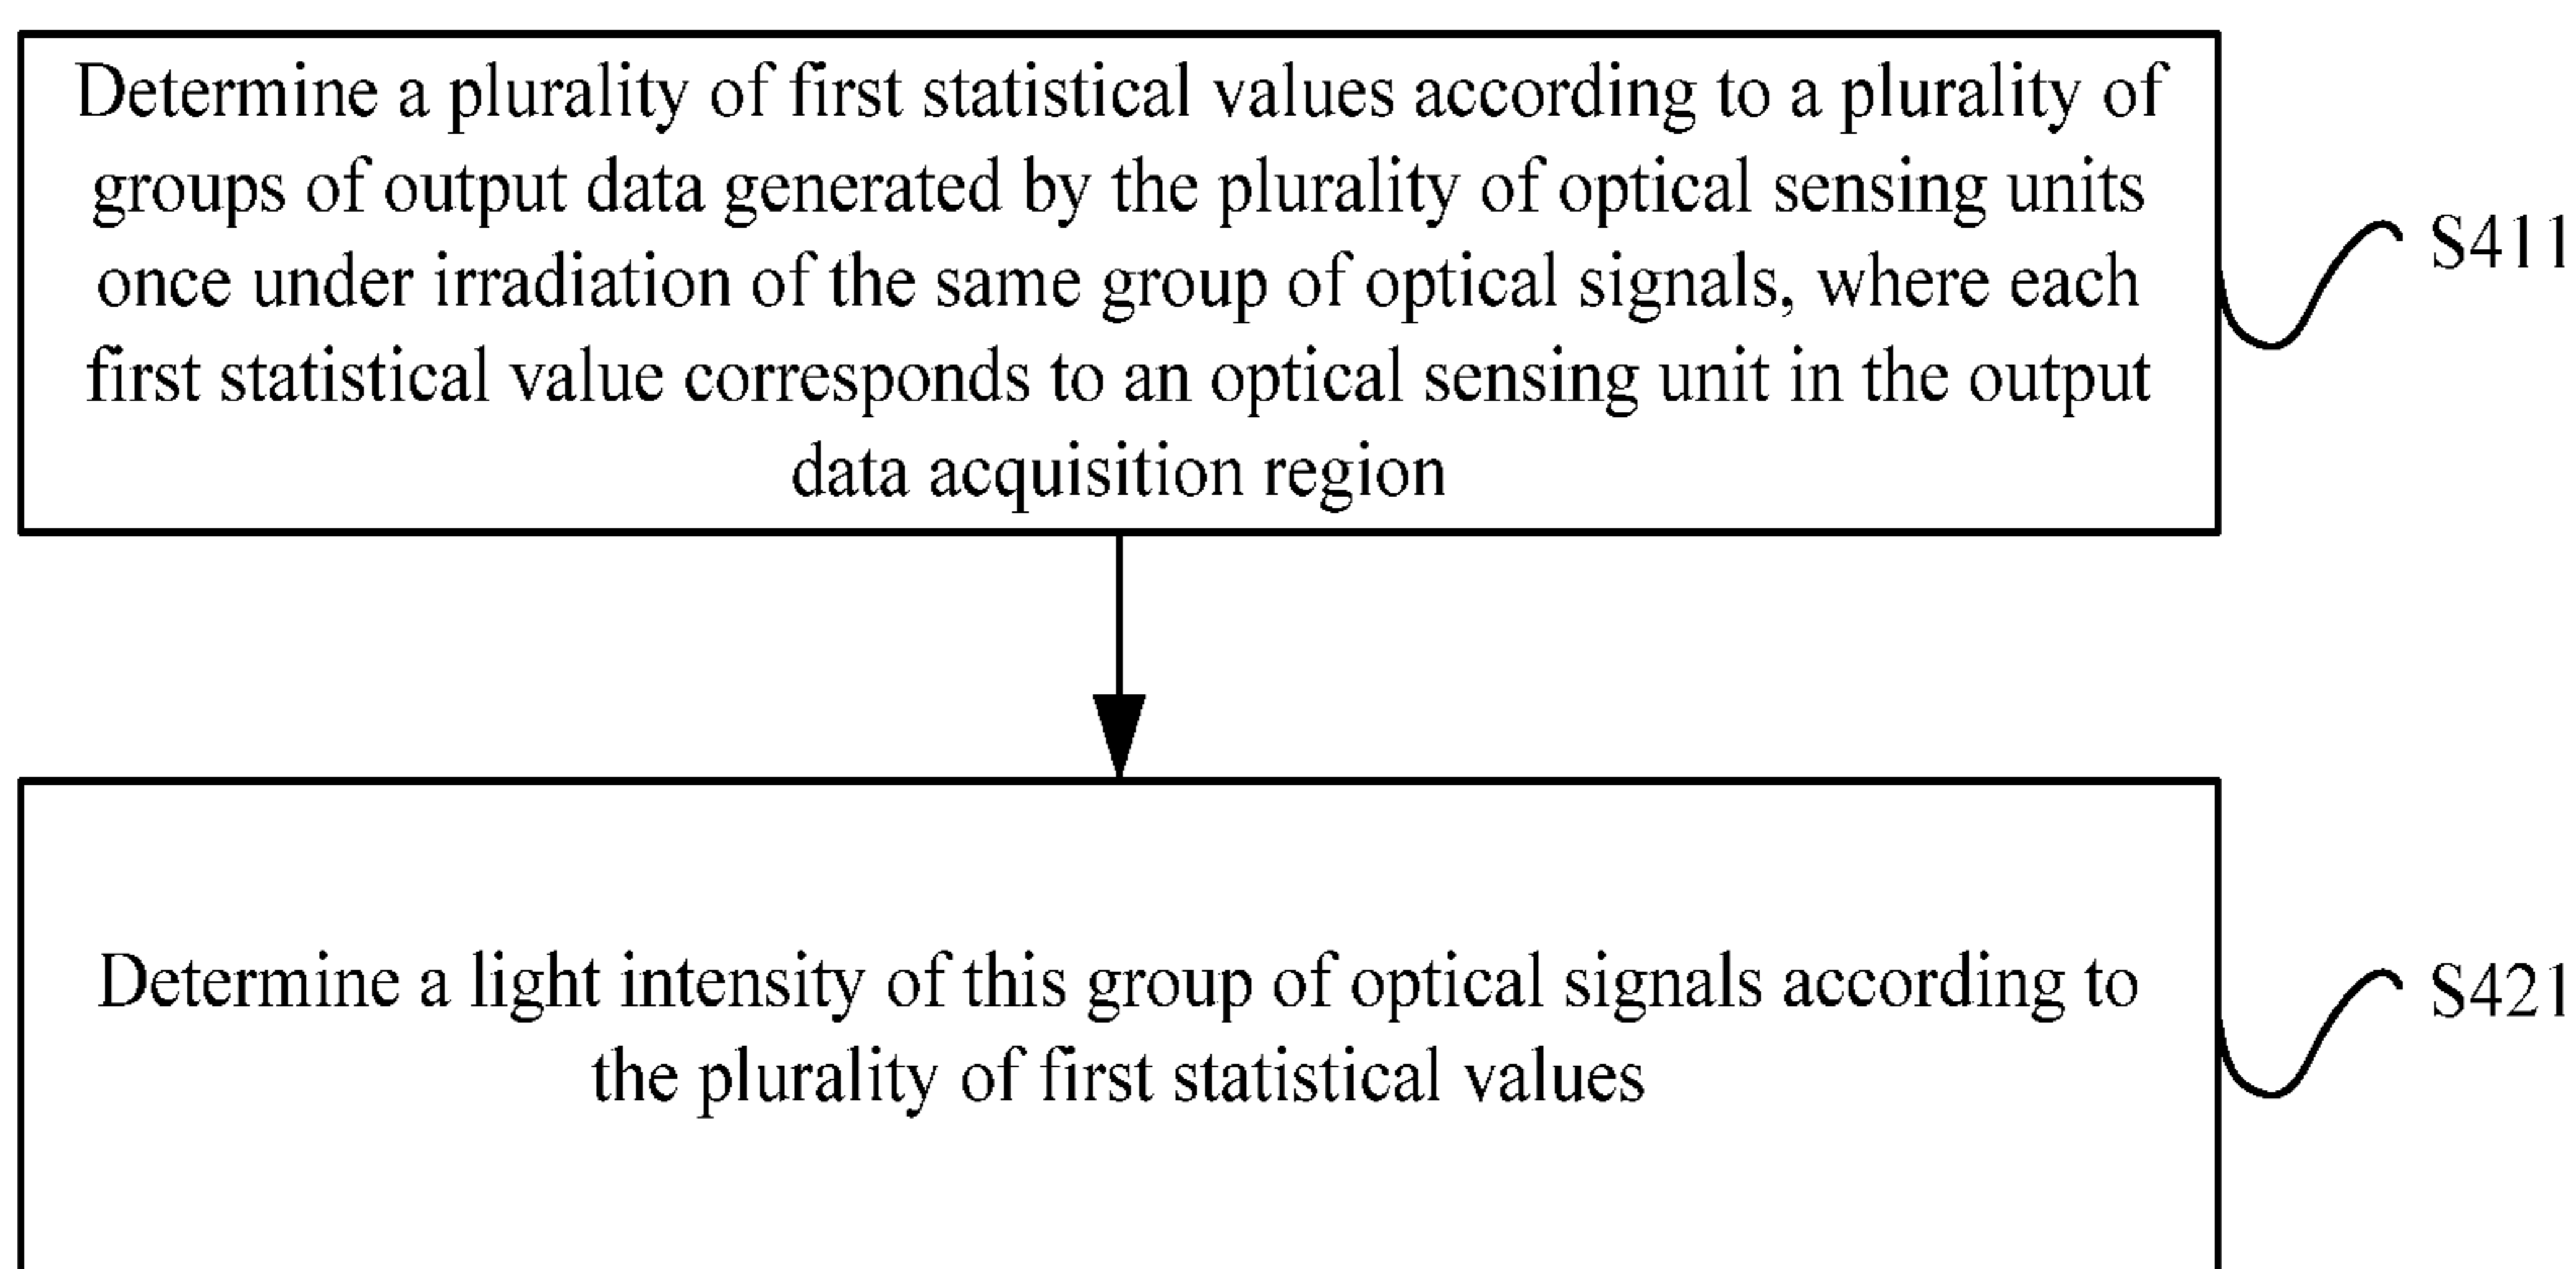 Determine a plurality of first statistical values according to a plurality of
groups of output data generated by the plurality of optical sensing units
once under irradiation of the same group of optical signals, where each
first statistical value corresponds to an optical sensing unit in the output
data acquisition region
S411
Determine a light intensity of this group of optical signals according to
the plurality of first statistical values
S421